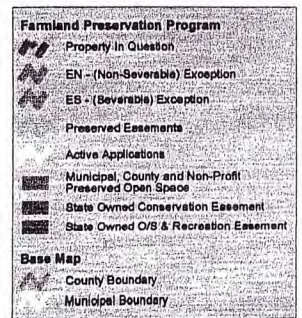 Farmland Preservation Program
Property In Question
EN - (Non-Severable) Exception
ES - (Severable) Exception
Preserved Easements
Active Applications
Municipal, County and Non-Profit
Preserved Open Space
State Owned Conservation Easement
State Owned O/S & Recreation Easement
Base Map
County Boundary
Municipal Boundary